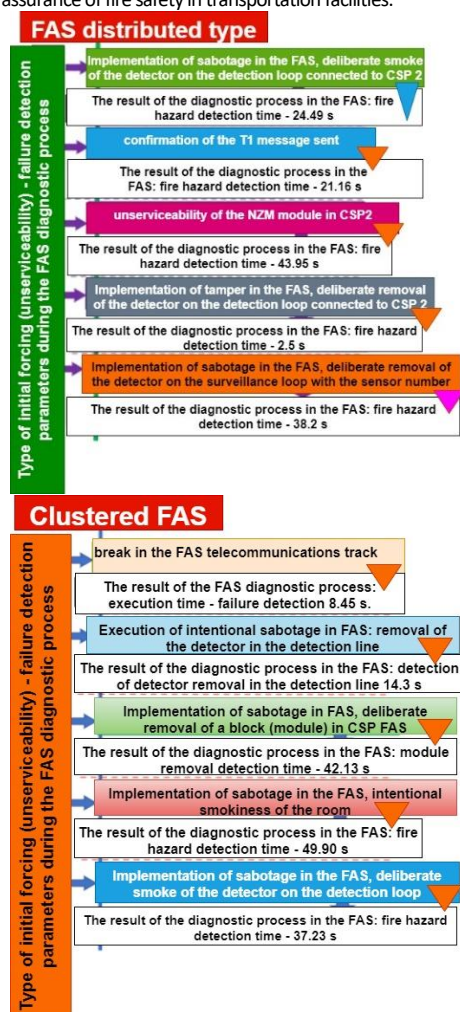 assurance of fire safety in transportation facilities.
FAS distributed type
Type of initial forcing (unserviceability) - failure detection
parameters during the FAS diagnostic process
Implementation of sabotage in the FAS, deliberate smoke
of the detector on the detection loop connected to CSP 2
The result of the diagnostic process in the FAS: fire
hazard detection time - 24.49 s
confirmation of the T1 message sent
The result of the diagnostic process in the
FAS: fire hazard detection time - 21.16 s
unserviceability of the NZM module in CSP2
The result of the diagnostic process in the FAS: fire
hazard detection time - 43.95 s
Implementation of tamper in the FAS, deliberate removal
of the detector on the detection loop connected to CSP 2
The result of the diagnostic process in the FAS: fire hazard
detection time - 2.5 s
Implementation of sabotage in the FAS, deliberate removal of
the detector on the surveillance loop with the sensor number
The result of the diagnostic process in the FAS: fire hazard
detection time - 38.2 s
Clustered FAS
Type of initial forcing (unserviceability) - failure detection
parameters during the FAS diagnostic process
break in the FAS telecommunications track
The result of the FAS diagnostic process:
execution time - failure detection 8.45 s.
Execution of intentional sabotage in FAS: removal of
the detector in the detection line
The result of the diagnostic process in the FAS: detection
of detector removal in the detection line 14.3 s
Implementation of sabotage in FAS, deliberate
removal of a block (module) in CSP FAS
The result of the diagnostic process in the FAS: module
removal detection time - 42.13 s
Implementation of sabotage in the FAS, intentional
smokiness of the room
The result of the diagnostic process in the FAS: fire
hazard detection time - 49.90 s
Implementation of sabotage in the FAS, deliberate
smoke of the detector on the detection loop
The result of the diagnostic process in the FAS: fire hazard
detection time - 37.23 s